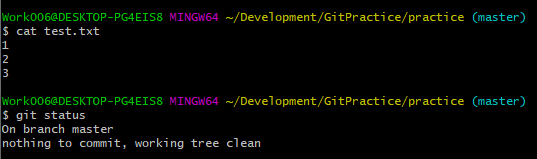 Work006@DESKTOP-PG4EIS8 MINGW64 ~/Development/GitPractice/practice (master)
$ cat test.txt
1
2
3
Work006@DESKTOP-PG4EIS8 MINGW64 ~/Development/GitPractice/practice (master)
$ git status
On branch master
nothing to commit, working tree clean